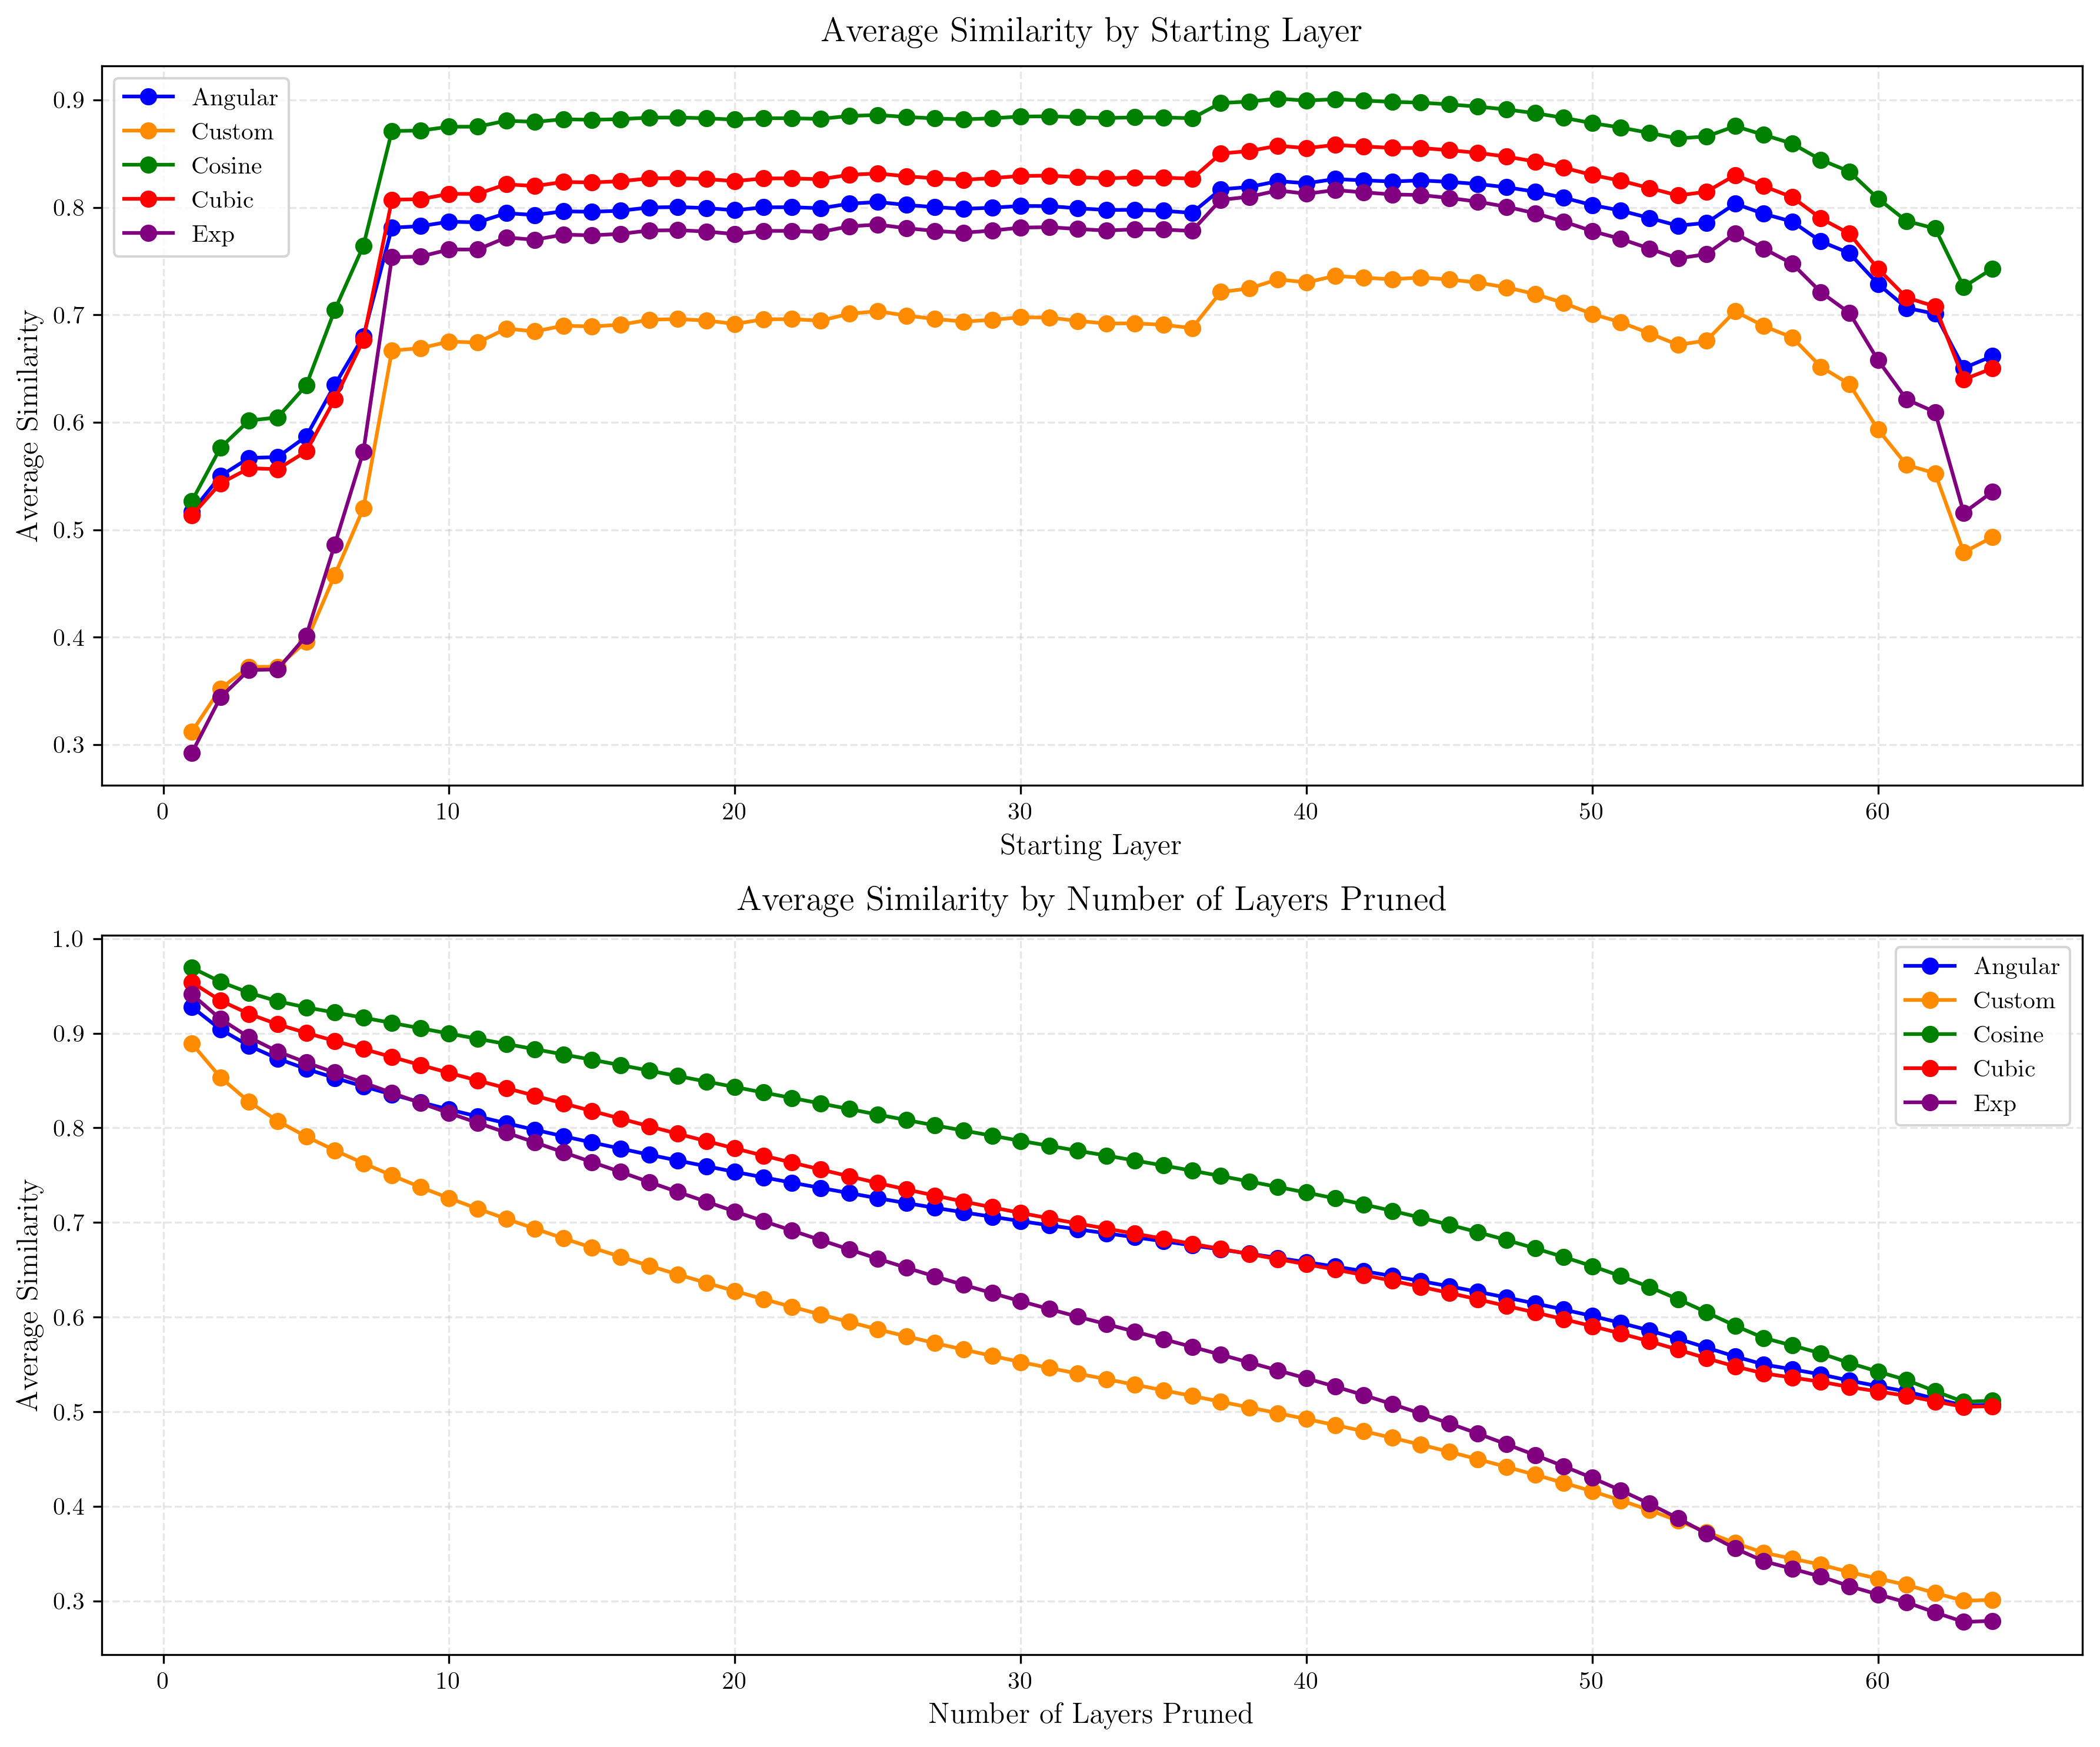 Average Similarity by Starting Layer
Angular
Custom
Cosine
Cubic
Exp
0.9
0.8
0.7
0.6
0.5
0.4
0.3
Average Similarity
0 10 20 30 40 50 60
Starting Layer
Average Similarity by Number of Layers Pruned
Angular
Custom
Cosine
Cubic
Exp
1.0
0.9
0.8
0.7
0.6
0.5
0.4
0.3
Average Similarity
0 10 20 30 40 50 60
Number of Layers Pruned